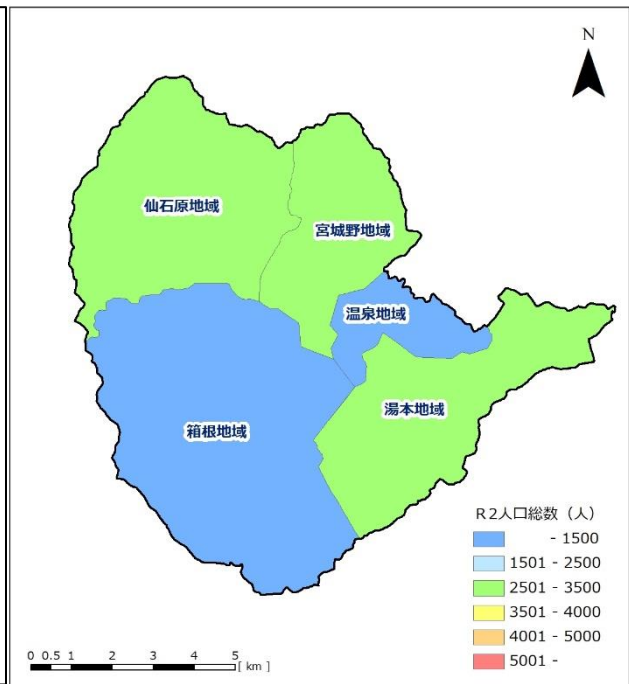 N
仙石原地域
宮城野地域
温泉地域
湯本地域
箱根地域
R2人口総数（人）
- 1500
1501 - 2500
2501 - 3500
3501 - 4000
4001 - 5000
5001 -
0 0.5 1 2 3 4 5
[ km ]